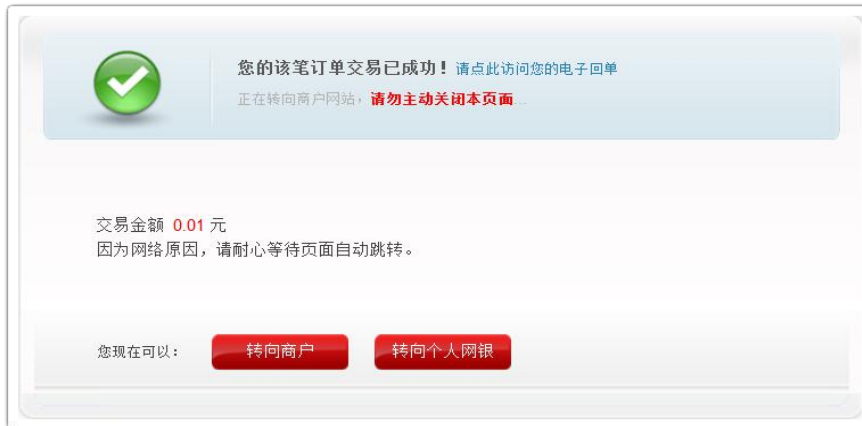 您的该笔订单交易已成功！请点此访问您的电子回单
正在转向商户网站，请勿主动关闭本页面...
交易金额 0.01 元
因为网络原因，请耐心等待页面自动跳转。
您现在可以： 转向商户 转向个人网银